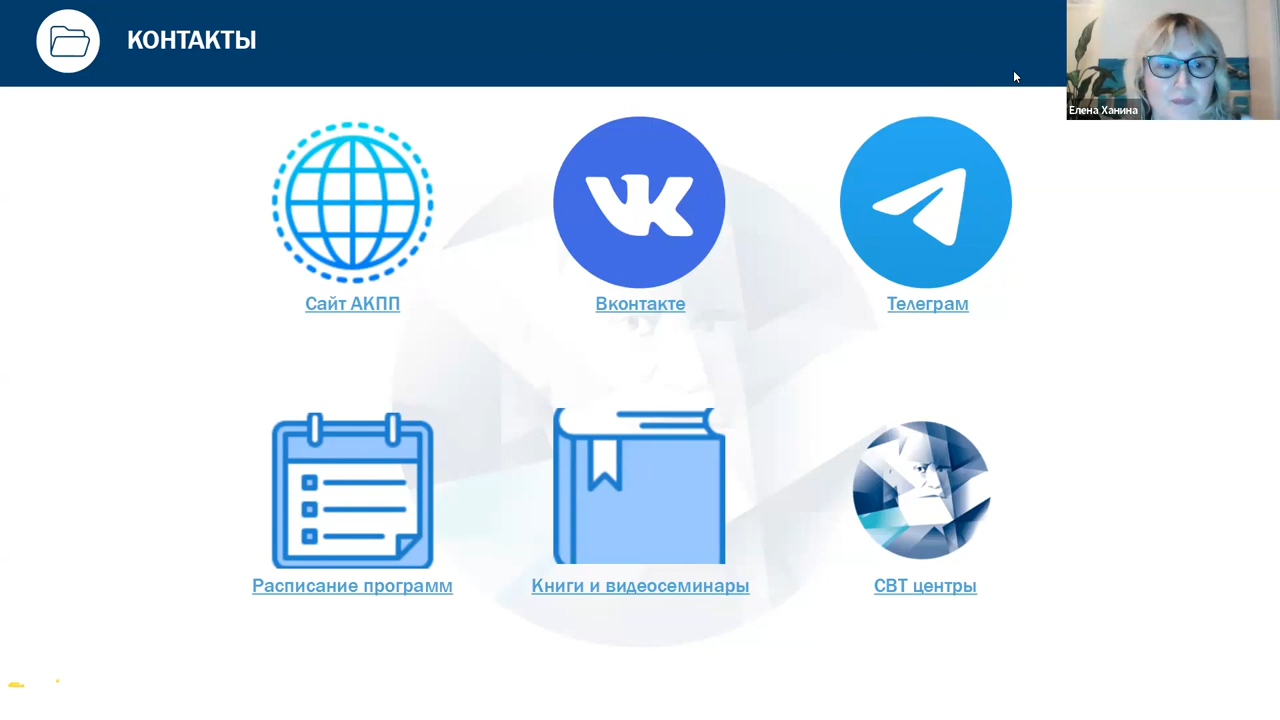 КОНТАКТЫ
Елена Ханина
Сайт АКПП
Вконтакте
Телеграм
Расписание программ
Книги и видеосеминары
СВТ центры